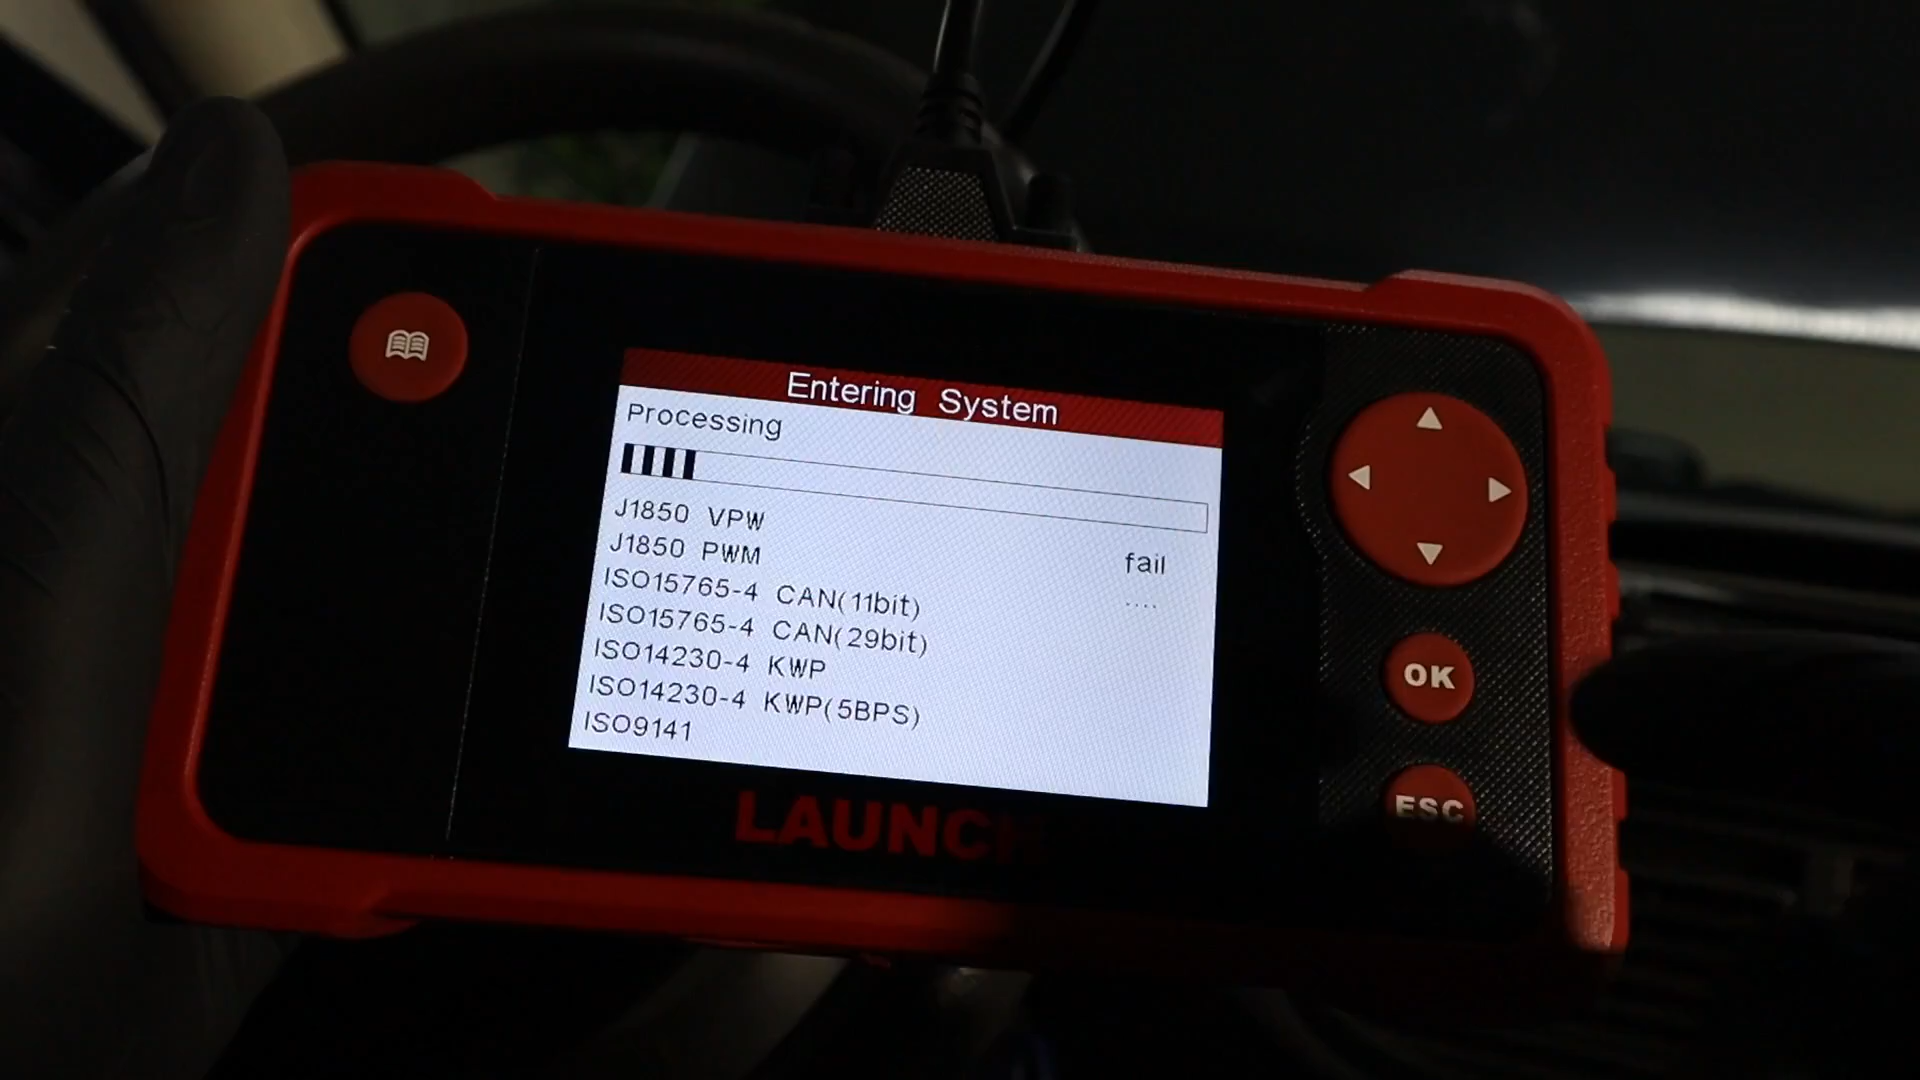 Entering System
Processing
J1850 VPW fail
J1850 PWM ....
ISO15765-4 CAN(11bit)
ISO15765-4 CAN(29bit)
ISO14230-4 KWP
ISO14230-4 KWP(5BPS)
ISO9141
LAUNCH
OK
ESC